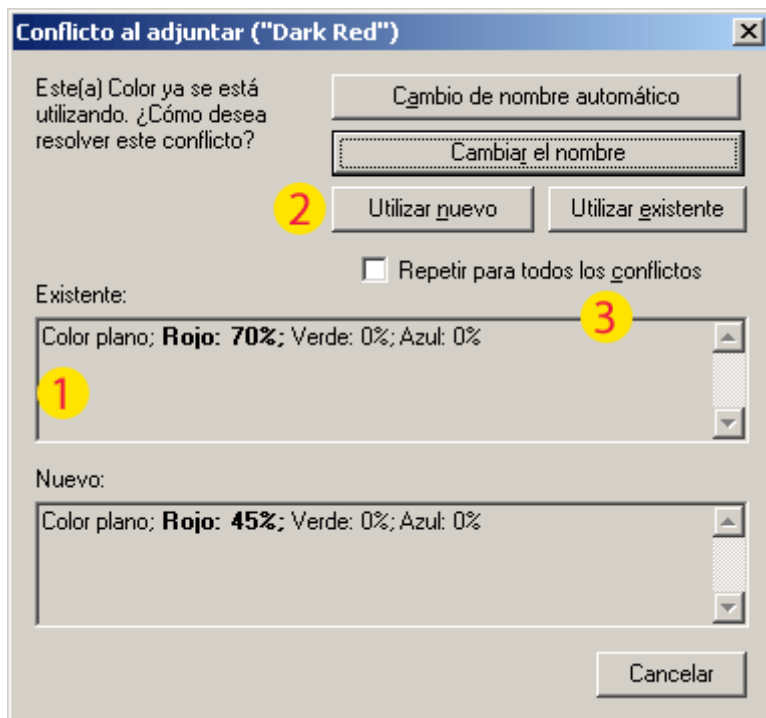 Conflicto al adjuntar ("Dark Red")
Este(a) Color ya se está
utilizando. ¿Cómo desea
resolver este conflicto?
Cambio de nombre automático
Cambiar el nombre
2
Utilizar nuevo
Utilizar existente
Repetir para todos los conflictos
3
Existente:
Color plano; Rojo: 70%; Verde: 0%; Azul: 0%
1
Nuevo:
Color plano; Rojo: 45%; Verde: 0%; Azul: 0%
Cancelar